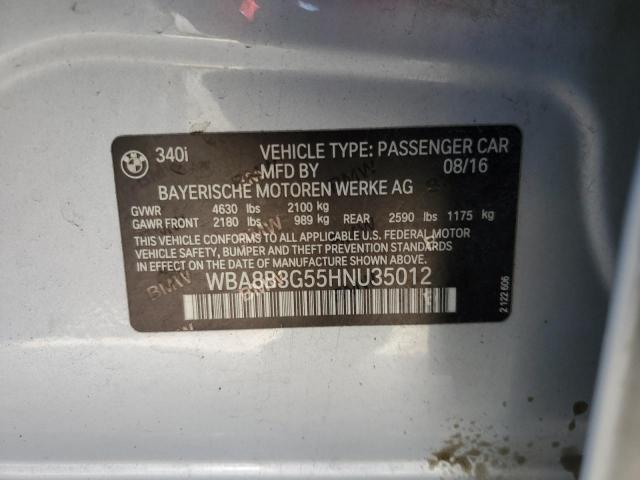 BMW 340i VEHICLE TYPE: PASSENGER CAR
MFD BY 08/16
BAYERISCHE MOTOREN WERKE AG
GVWR 4630 lbs 2100 kg
GAWR FRONT 2180 lbs 989 kg REAR 2590 lbs 1175 kg
THIS VEHICLE CONFORMS TO ALL APPLICABLE U.S. FEDERAL MOTOR
VEHICLE SAFETY, BUMPER AND THEFT PREVENTION STANDARDS
IN EFFECT ON THE DATE OF MANUFACTURE SHOWN ABOVE.
WBA8B3G55HNU35012
2 122 606